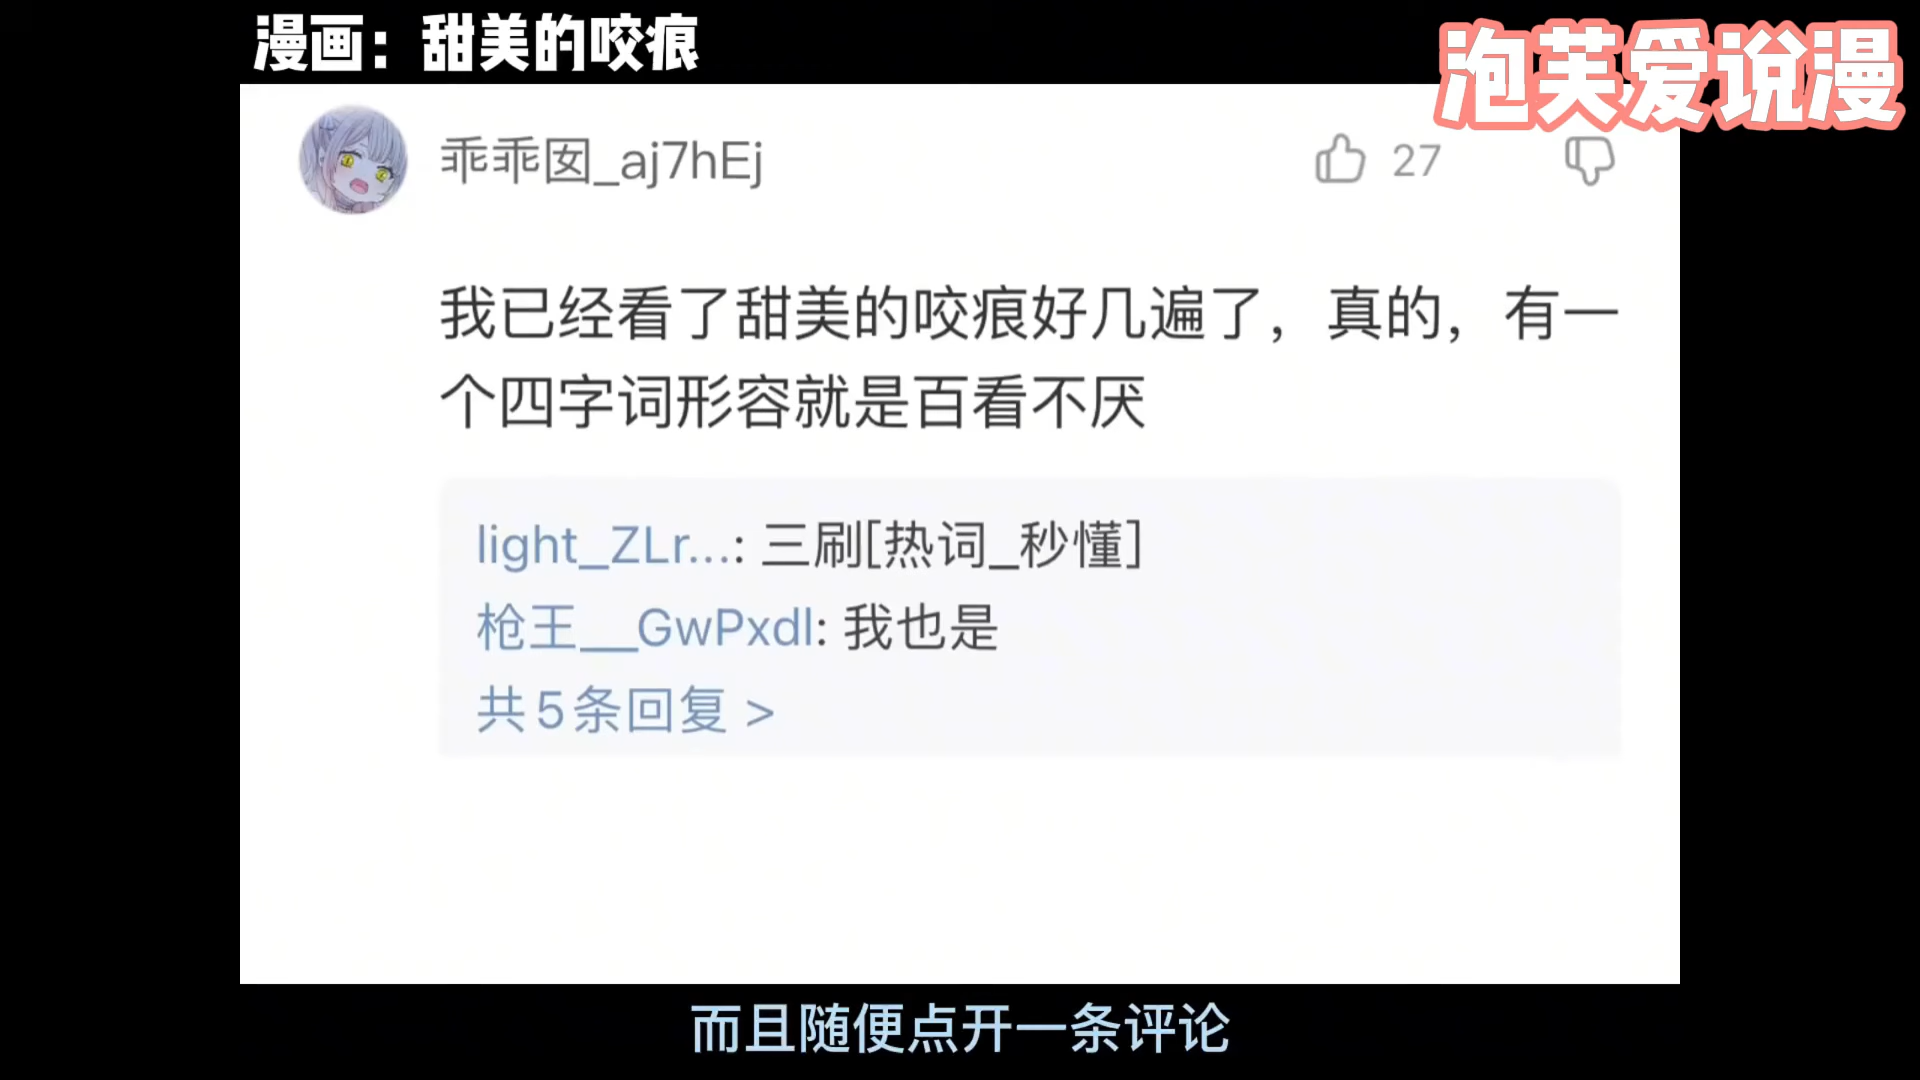 漫画：甜美的咬痕
泡芙爱说漫
乖乖囡_aj7hEj
27
我已经看了甜美的咬痕好几遍了，真的，有一
个四字词形容就是百看不厌
light_ZLr...: 三刷[热词_秒懂]
枪王__GwPxdl: 我也是
共5条回复 >
而且随便点开一条评论